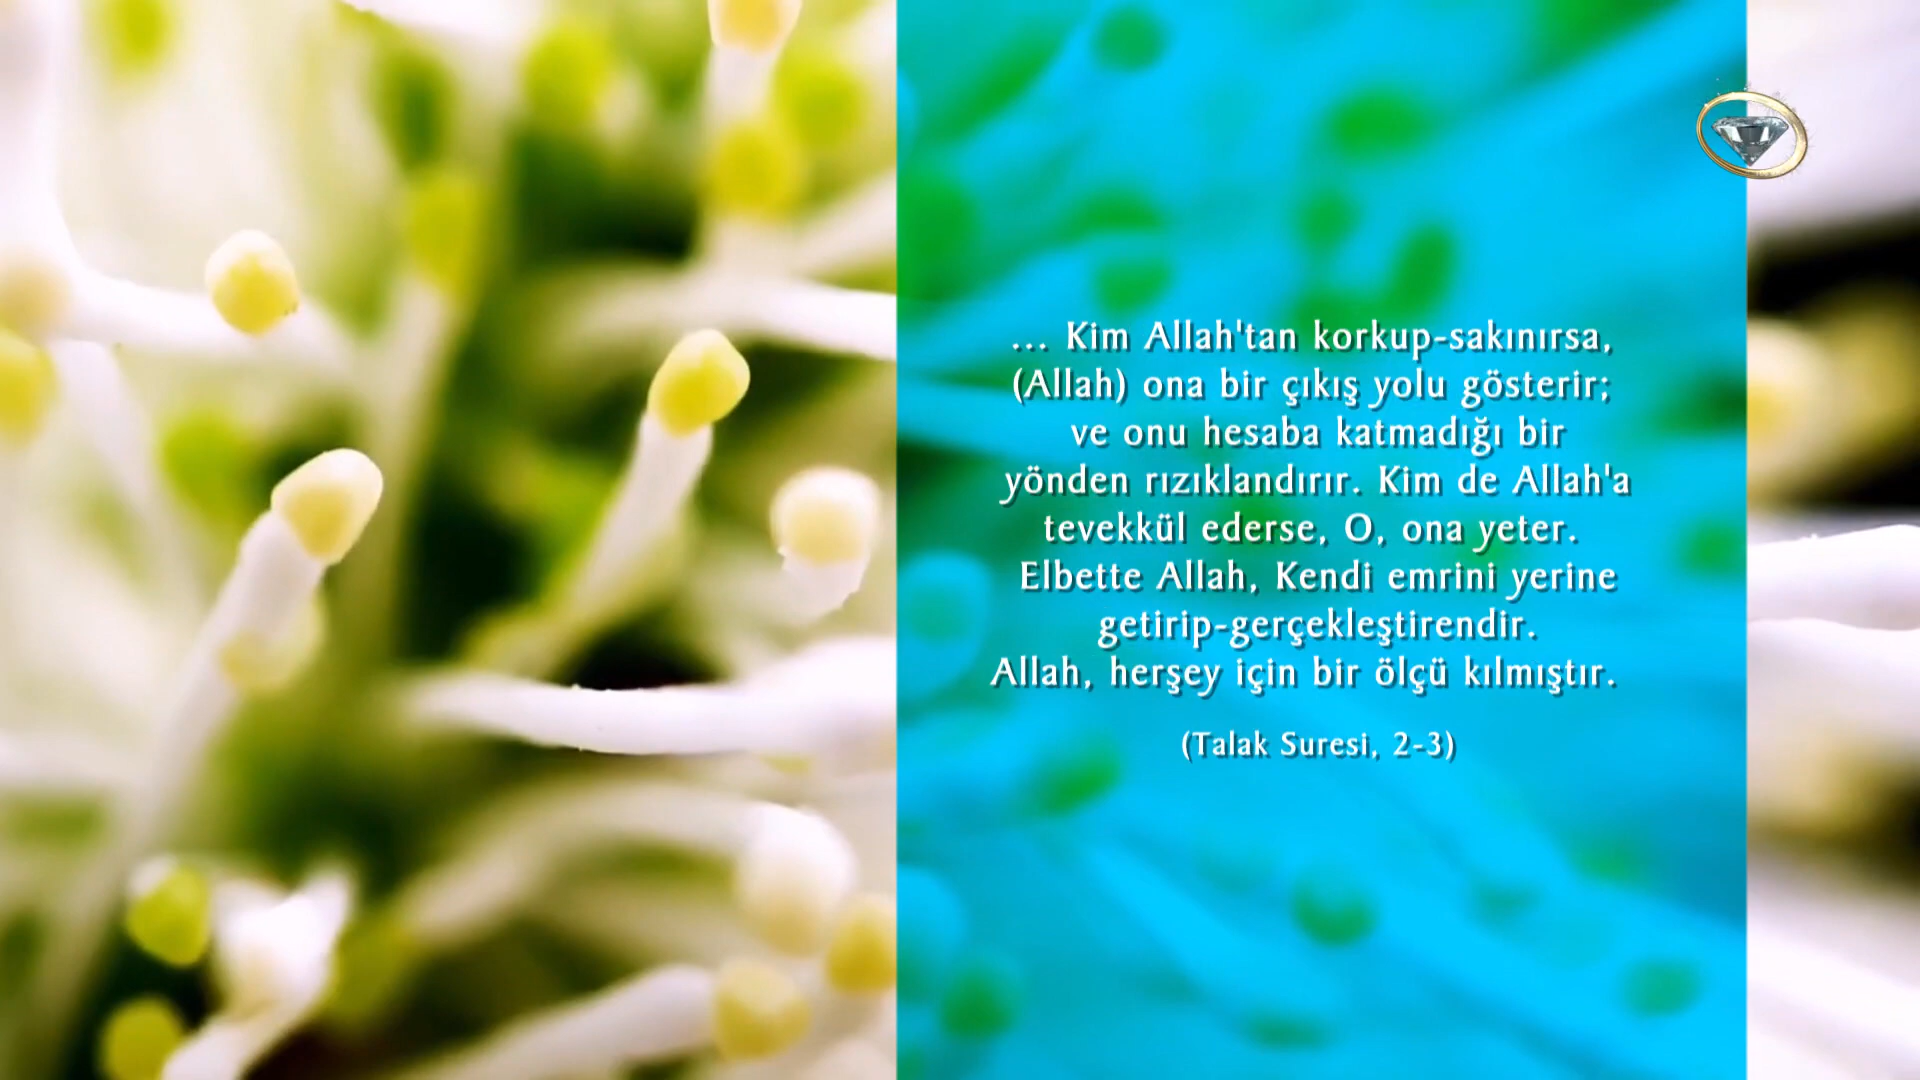 ... Kim Allah'tan korkup-sakınırsa,
(Allah) ona bir çıkış yolu gösterir;
ve onu hesaba katmadığı bir
yönden rızıklandırır. Kim de Allah'a
tevekkül ederse, O, ona yeter.
Elbette Allah, Kendi emrini yerine
getirip-gerçekleştirendir.
Allah, herşey için bir ölçü kılmıştır.
(Talak Suresi, 2-3)